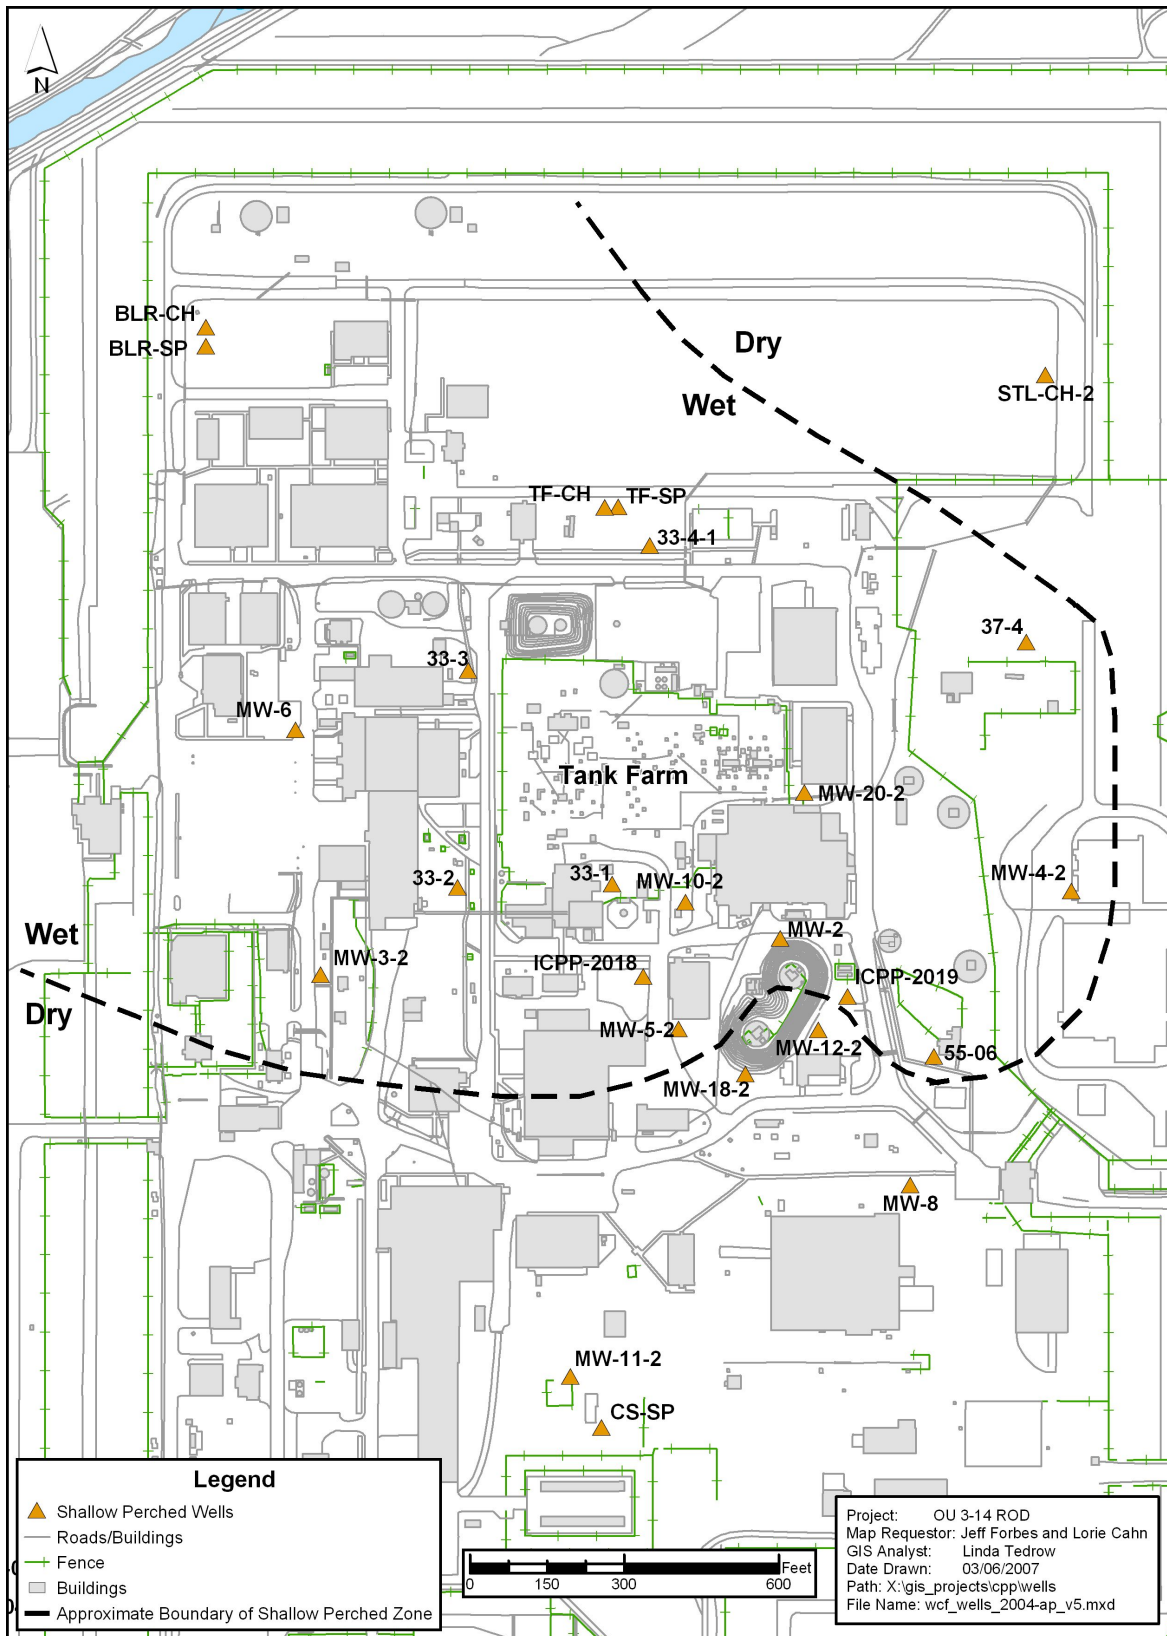 N
BLR-CH
BLR-SP
Dry
Wet
STL-CH-2
TF-CH
TF-SP
33-4-1
37-4
33-3
MW-6
Tank Farm
MW-20-2
33-2
33-1
MW-10-2
MW-4-2
Wet
MW-2
MW-3-2
ICPP-2018
ICPP-2019
Dry
MW-5-2
MW-12-2
55-06
MW-18-2
MW-8
MW-11-2
CS-SP
Legend
Shallow Perched Wells
Roads/Buildings
Fence
Buildings
Approximate Boundary of Shallow Perched Zone
Feet
0 150 300 600
Project: OU 3-14 ROD
Map Requestor: Jeff Forbes and Lorie Cahn
GIS Analyst: Linda Tedrow
Date Drawn: 03/06/2007
Path: X:\gis_projects\cpp\wells
File Name: wcf_wells_2004-ap_v5.mxd